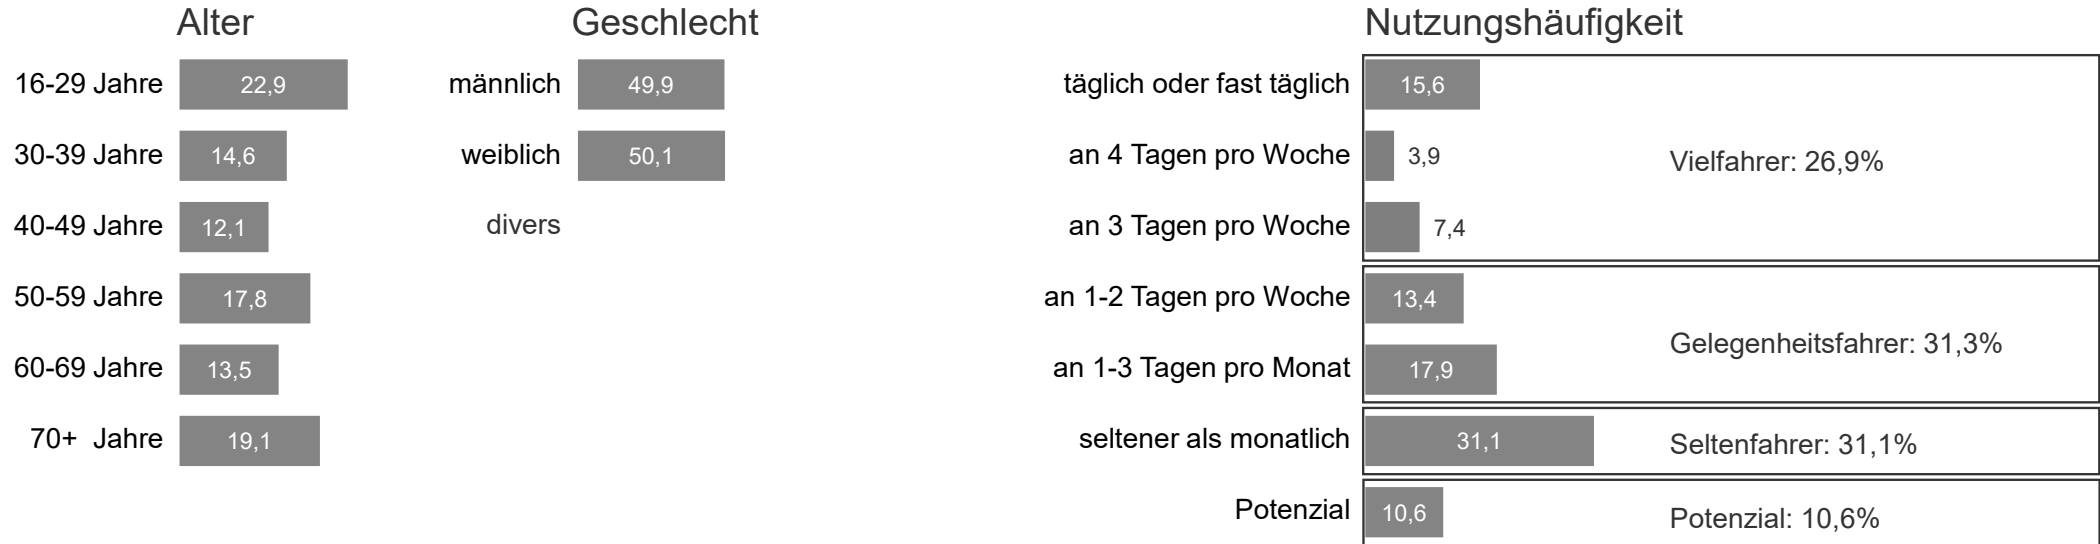 Alter
16-29 Jahre 22,9
30-39 Jahre 14,6
40-49 Jahre 12,1
50-59 Jahre 17,8
60-69 Jahre 13,5
70+ Jahre 19,1
Geschlecht
männlich 49,9
weiblich 50,1
divers
Nutzungshäufigkeit
täglich oder fast täglich 15,6
an 4 Tagen pro Woche 3,9
an 3 Tagen pro Woche 7,4
Vielfahrer: 26,9%
an 1-2 Tagen pro Woche 13,4
an 1-3 Tagen pro Monat 17,9
Gelegenheitsfahrer: 31,3%
seltener als monatlich 31,1
Seltenfahrer: 31,1%
Potenzial 10,6
Potenzial: 10,6%